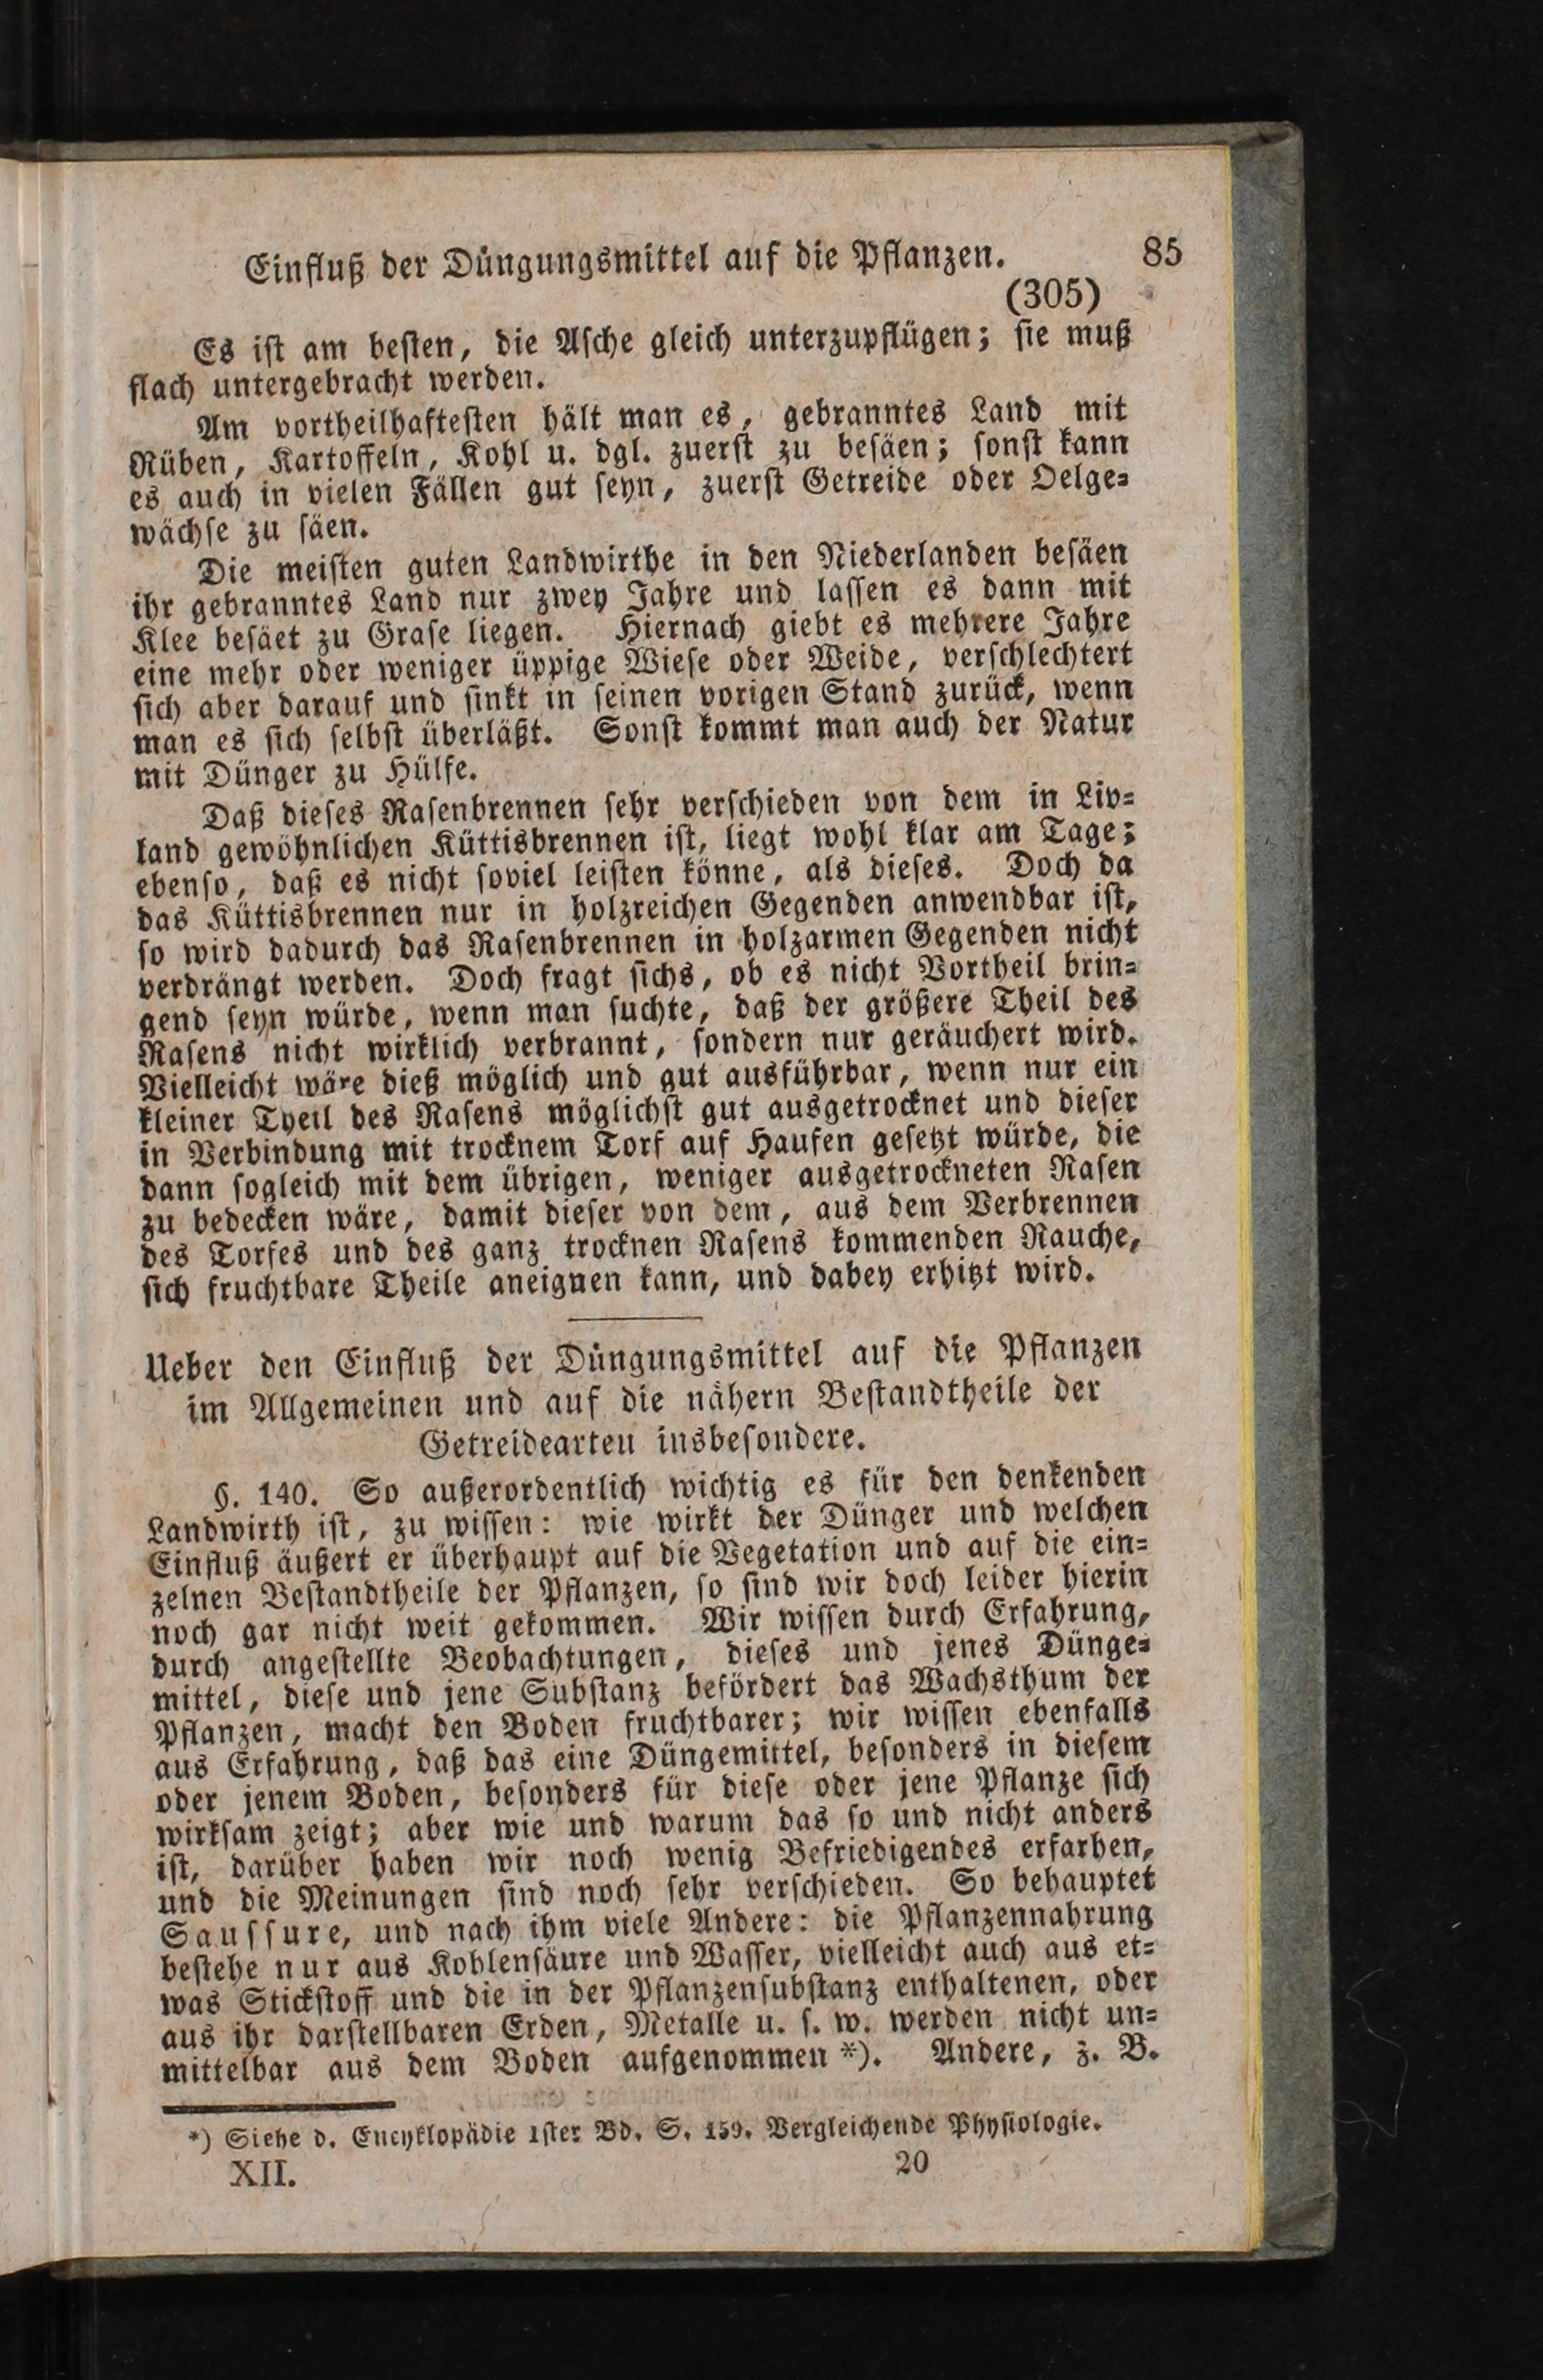 Einfluß der Düngungsmittel auf die Pflanzen. 85
(305)
Es ist am besten, die Asche gleich unterzupflügen; sie muß
flach untergebracht werden.
Am vortheilhaftesten hält man es, gebranntes Land mit
Rüben, Kartoffeln, Kohl u. dgl. zuerst zu besäen; sonst kann
es auch in vielen Fällen gut seyn, zuerst Getreide oder Oelge=
wächse zu säen.
Die meisten guten Landwirthe in den Niederlanden besäen
ihr gebranntes Land nur zwey Jahre und lassen es dann mit
Klee besäet zu Grase liegen. Hiernach giebt es mehrere Jahre
eine mehr oder weniger üppige Wiese oder Weide, verschlechtert
sich aber darauf und sinkt in seinen vorigen Stand zurück, wenn
man es sich selbst überläßt. Sonst kommt man auch der Natur
mit Dünger zu Hülfe.
Daß dieses Rasenbrennen sehr verschieden von dem in Liv=
land gewöhnlichen Küttisbrennen ist, liegt wohl klar am Tage;
ebenso, daß es nicht soviel leisten könne, als dieses. Doch da
das Küttisbrennen nur in holzreichen Gegenden anwendbar ist,
so wird dadurch das Rasenbrennen in holzarmen Gegenden nicht
verdrängt werden. Doch fragt sichs, ob es nicht Vortheil brin=
gend seyn würde, wenn man suchte, daß der größere Theil des
Rasens nicht wirklich verbrannt, sondern nur geräuchert wird.
Vielleicht wäre dieß möglich und gut ausführbar, wenn nur ein
kleiner Theil des Rasens möglichst gut ausgetrocknet und dieser
in Verbindung mit trocknem Torf auf Haufen gesetzt würde, die
dann sogleich mit dem übrigen, weniger ausgetrockneten Rasen
zu bedecken wäre, damit dieser von dem, aus dem Verbrennen
des Torfes und des ganz trocknen Rasens kommenden Rauche,
sich fruchtbare Theile aneignen kann, und dabey erhitzt wird.
Ueber den Einfluß der Düngungsmittel auf die Pflanzen
im Allgemeinen und auf die nähern Bestandtheile der
Getreidearten insbesondere.
§. 140. So außerordentlich wichtig es für den denkenden
Landwirth ist, zu wissen: wie wirkt der Dünger und welchen
Einfluß äußert er überhaupt auf die Vegetation und auf die ein=
zelnen Bestandtheile der Pflanzen, so sind wir doch leider hierin
noch gar nicht weit gekommen. Wir wissen durch Erfahrung,
durch angestellte Beobachtungen, dieses und jenes Dünge=
mittel, diese und jene Substanz befördert das Wachsthum der
Pflanzen, macht den Boden fruchtbarer; wir wissen ebenfalls
aus Erfahrung, daß das eine Düngemittel, besonders in diesem
oder jenem Boden, besonders für diese oder jene Pflanze sich
wirksam zeigt; aber wie und warum das so und nicht anders
ist, darüber haben wir noch wenig Befriedigendes erfarhen,
und die Meinungen sind noch sehr verschieden. So behauptet
Saussure, und nach ihm viele Andere: die Pflanzennahrung
bestehe nur aus Kohlensäure und Wasser, vielleicht auch aus et=
was Stickstoff und die in der Pflanzensubstanz enthaltenen, oder
aus ihr darstellbaren Erden, Metalle u. s. w. werden nicht un=
mittelbar aus dem Boden aufgenommen *). Andere, z. B.
*) Siehe d. Encyklopädie 1ster Bd. S. 159. Vergleichende Physiologie.
XII. 20